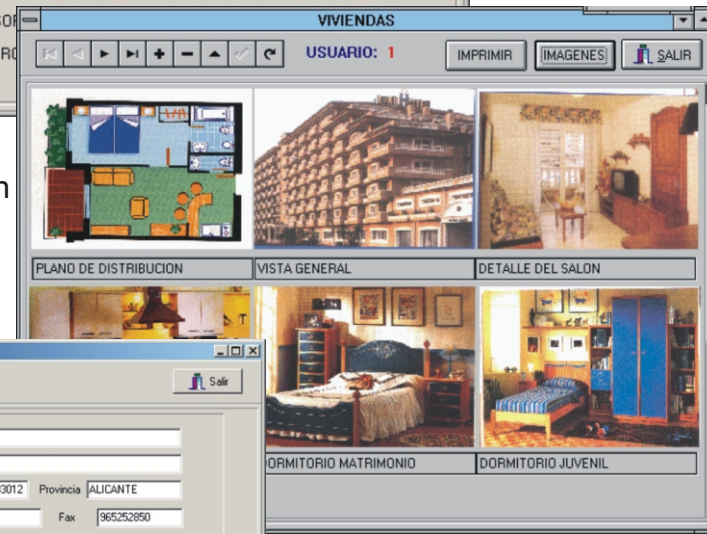 VIVIENDAS
USUARIO: 1
IMPRIMIR
IMAGENES
SALIR
PLANO DE DISTRIBUCION
VISTA GENERAL
DETALLE DEL SALON
Salir
ORMITORIO MATRIMONIO
DORMITORIO JUVENIL
3012 Provincia ALICANTE
Fax 965252850